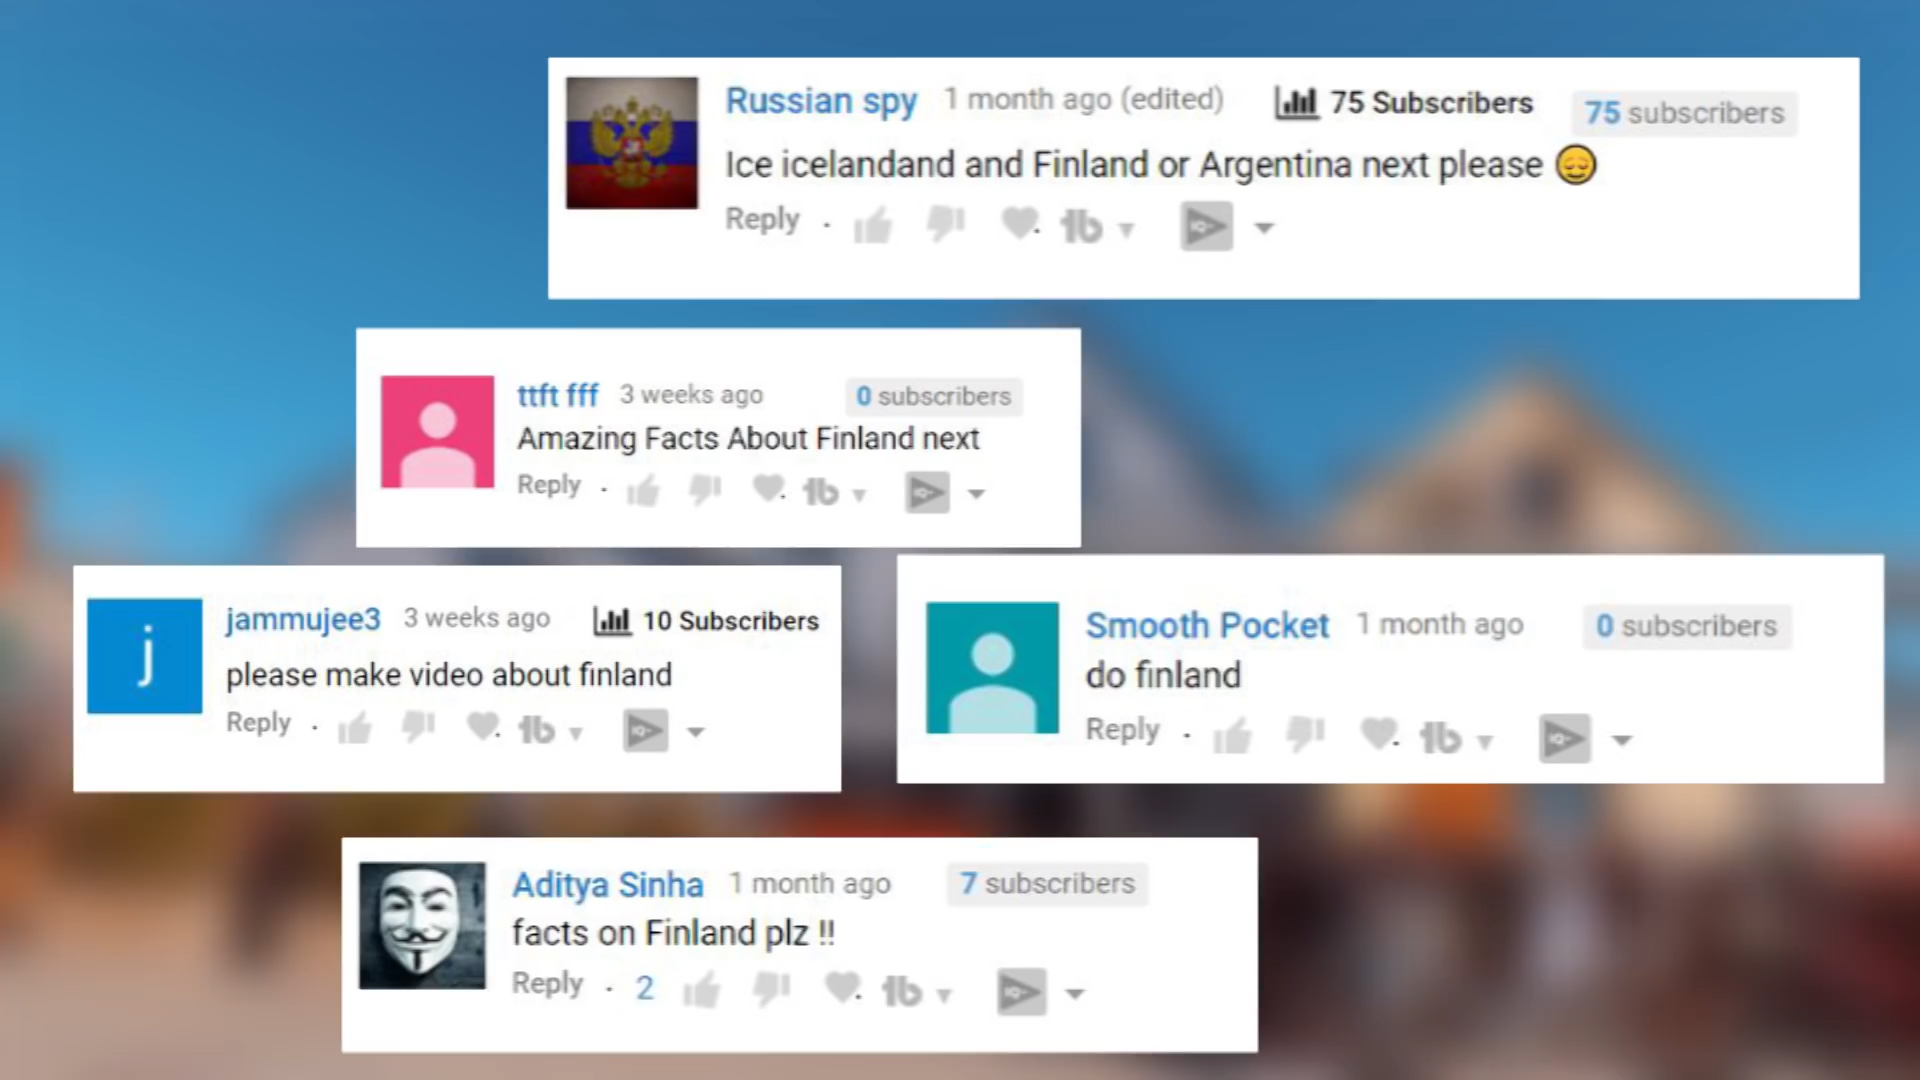 Russian spy 1 month ago (edited) 75 Subscribers 75 subscribers
Ice icelandand and Finland or Argentina next please 😌
Reply
ttft fff 3 weeks ago 0 subscribers
Amazing Facts About Finland next
Reply
j
jammujee3 3 weeks ago 10 Subscribers
please make video about finland
Reply
Smooth Pocket 1 month ago 0 subscribers
do finland
Reply
Aditya Sinha 1 month ago 7 subscribers
facts on Finland plz !!
Reply · 2